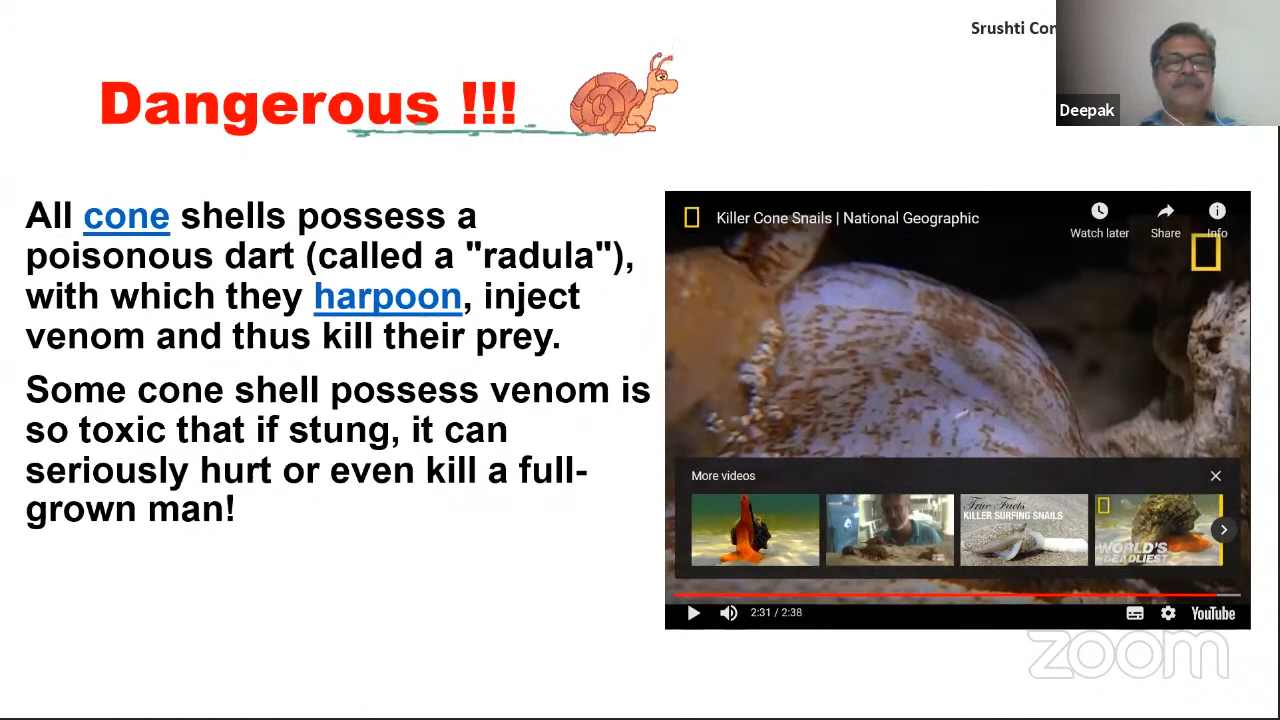 Srushti Con
Deepak
Dangerous !!!
All cone shells possess a
poisonous dart (called a "radula"),
with which they harpoon, inject
venom and thus kill their prey.
Some cone shell possess venom is
so toxic that if stung, it can
seriously hurt or even kill a full-
grown man!
Killer Cone Snails | National Geographic
Watch later
Share
Info
More videos
True Facts
KILLER SURFING SNAILS
WORLD'S
DEADLIEST
2:31 / 2:38
YouTube
zoom